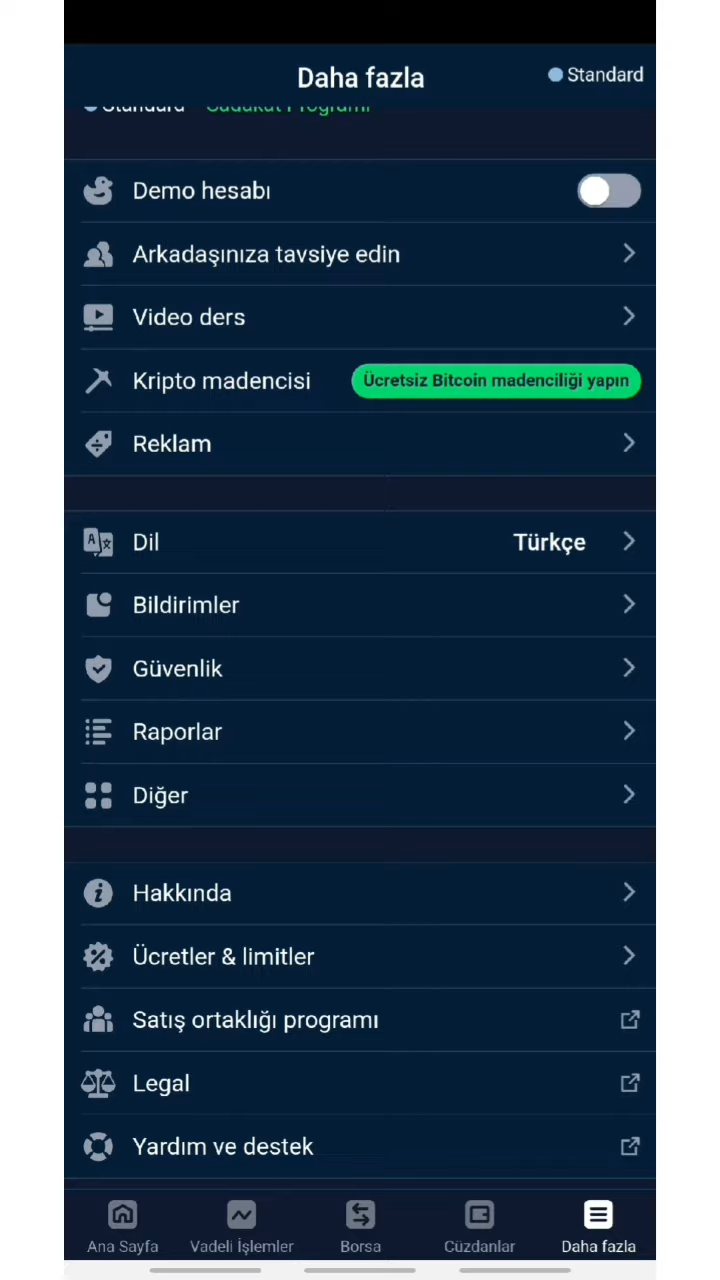 Daha fazla
Standard
Standard Sadakat Programı
Demo hesabı
Arkadaşınıza tavsiye edin
Video ders
Kripto madencisi
Ücretsiz Bitcoin madenciliği yapın
Reklam
Dil
Türkçe
Bildirimler
Güvenlik
Raporlar
Diğer
Hakkında
Ücretler & limitler
Satış ortaklığı programı
Legal
Yardım ve destek
Ana Sayfa
Vadeli İşlemler
Borsa
Cüzdanlar
Daha fazla